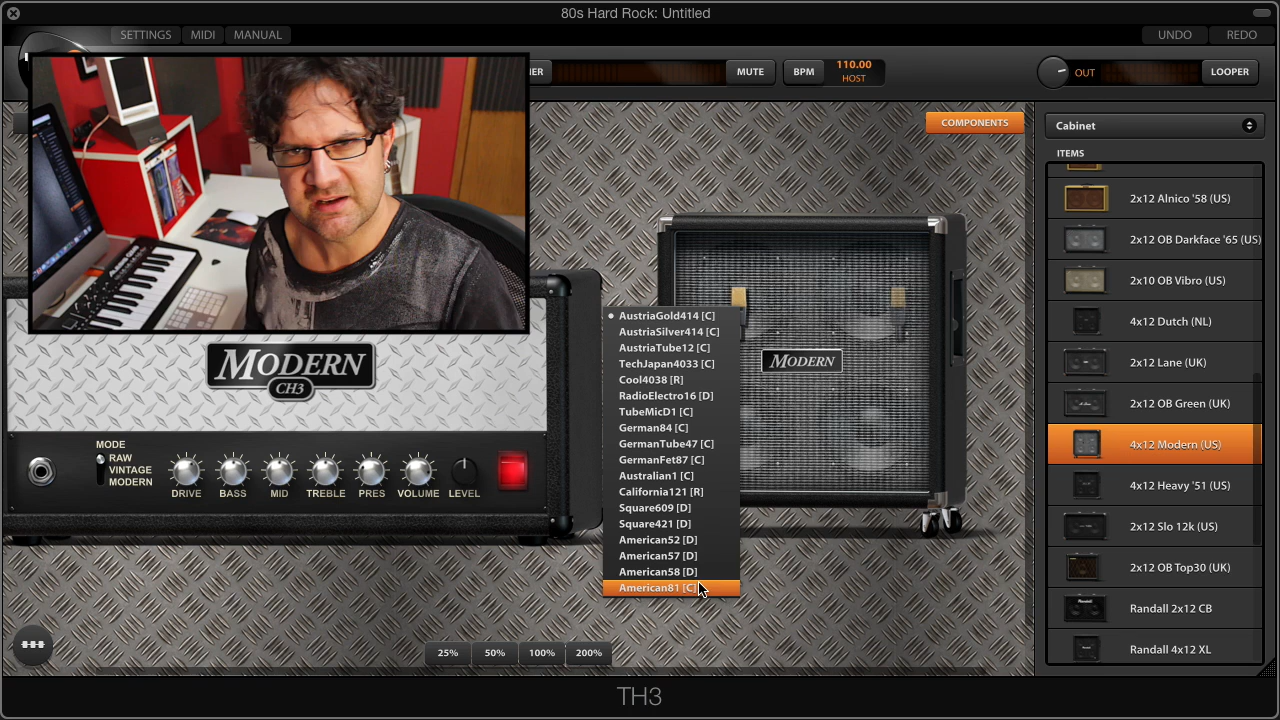 80s Hard Rock: Untitled
SETTINGS MIDI MANUAL UNDO REDO
MUTE BPM 110.00 HOST OUT LOOPER
COMPONENTS
Cabinet
ITEMS
2x12 Alnico '58 (US)
2x12 OB Darkface '65 (US)
2x10 OB Vibro (US)
4x12 Dutch (NL)
2x12 Lane (UK)
2x12 OB Green (UK)
4x12 Modern (US)
4x12 Heavy '51 (US)
2x12 Slo 12k (US)
2x12 OB Top30 (UK)
Randall 2x12 CB
Randall 4x12 XL
AustriaGold414 [C]
AustriaSilver414 [C]
AustriaTube12 [C]
TechJapan4033 [C]
Cool4038 [R]
RadioElectro16 [D]
TubeMicD1 [C]
German84 [C]
GermanTube47 [C]
GermanFet87 [C]
Australian1 [C]
California121 [R]
Square609 [D]
Square421 [D]
American52 [D]
American57 [D]
American58 [D]
American81 [C]
MODERN
MODERN
CH3
MODE
RAW
VINTAGE
MODERN
DRIVE BASS MID TREBLE PRES VOLUME LEVEL
25% 50% 100% 200%
TH3